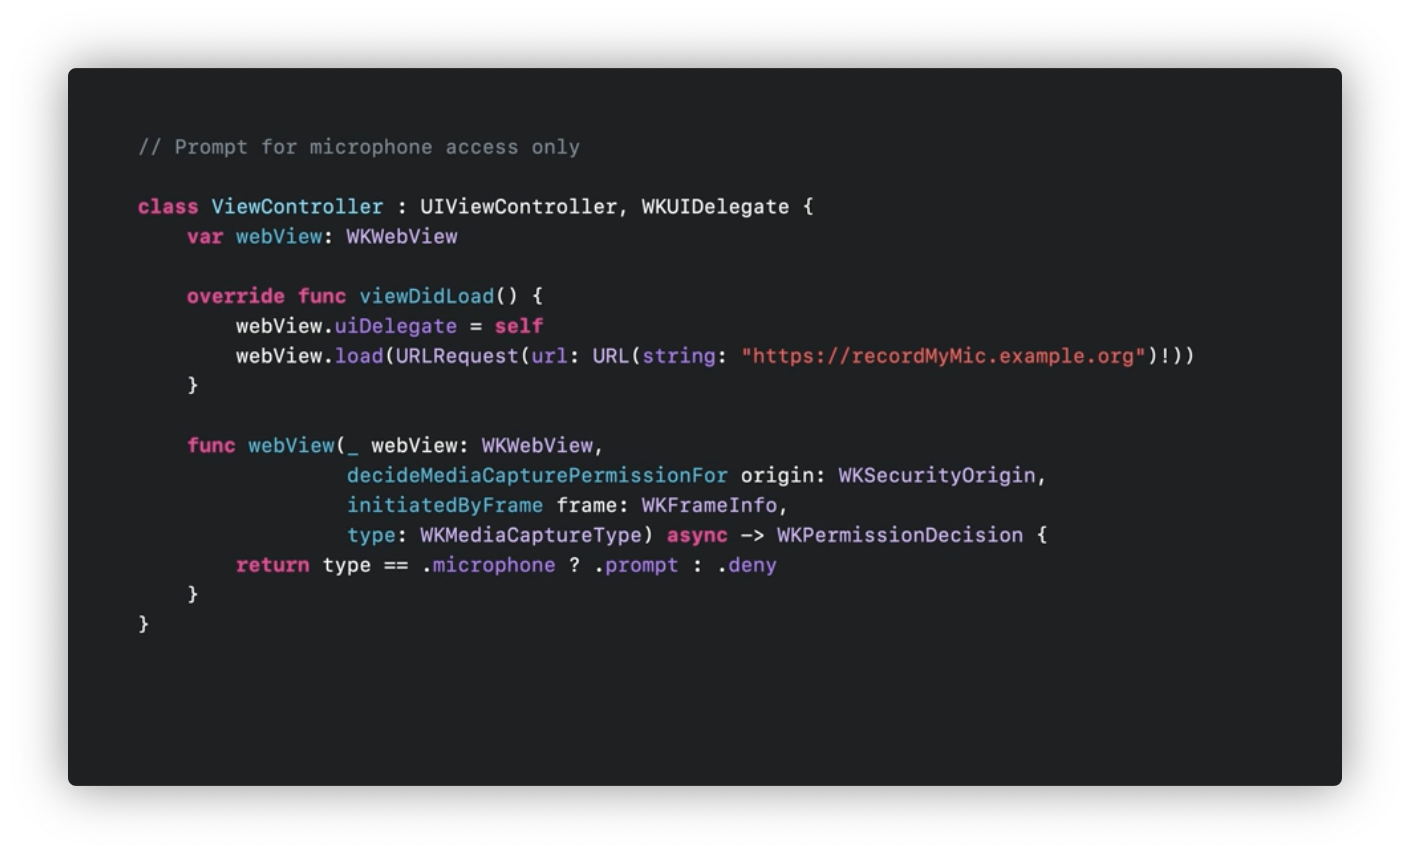 // Prompt for microphone access only
class ViewController : UIViewController, WKUIDelegate {
    var webView: WKWebView
    override func viewDidLoad() {
        webView.uiDelegate = self
        webView.load(URLRequest(url: URL(string: "https://recordMyMic.example.org")!))
    }
    func webView(_ webView: WKWebView,
                 decideMediaCapturePermissionFor origin: WKSecurityOrigin,
                 initiatedByFrame frame: WKFrameInfo,
                 type: WKMediaCaptureType) async -> WKPermissionDecision {
        return type == .microphone ? .prompt : .deny
    }
}